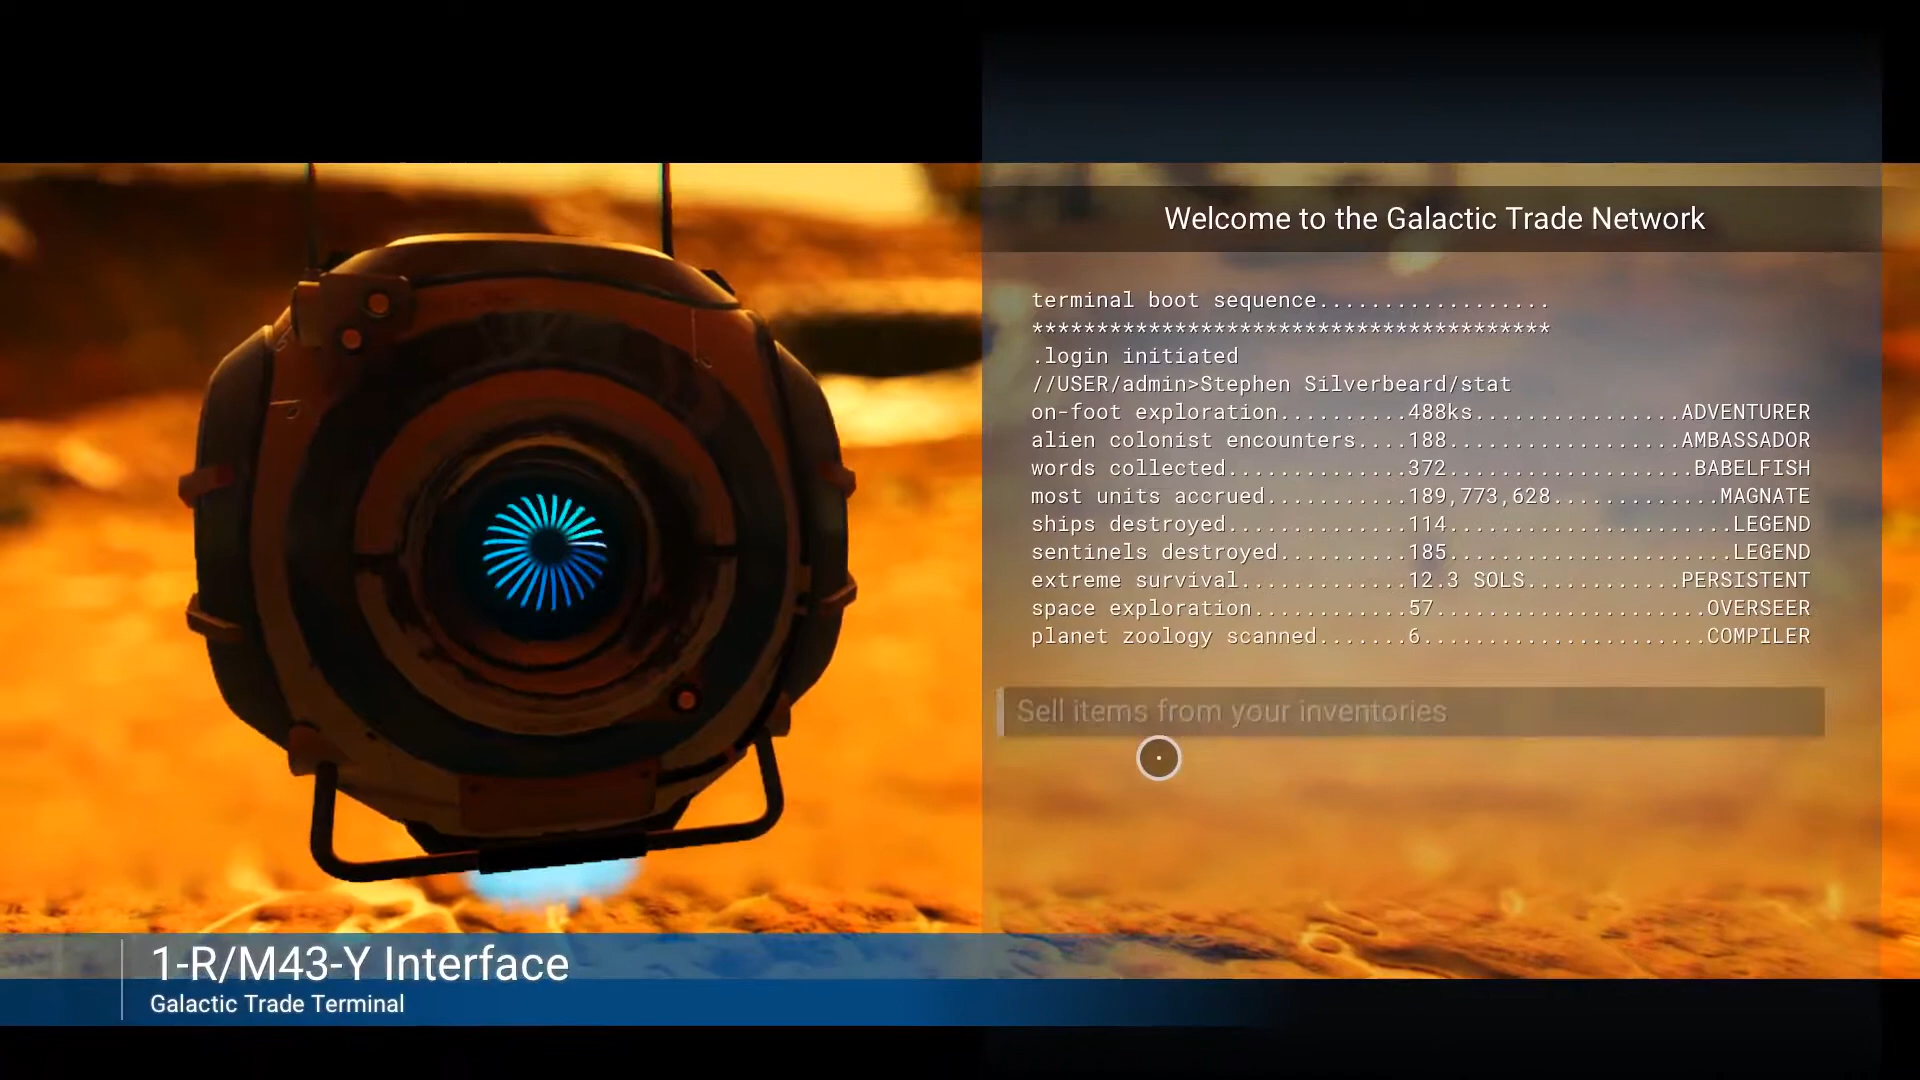 Welcome to the Galactic Trade Network
terminal boot sequence..................
****************************************
.login initiated
//USER/admin>Stephen Silverbeard/stat
on-foot exploration..........488ks................ADVENTURER
alien colonist encounters....188..................AMBASSADOR
words collected..............372...................BABELFISH
most units accrued...........189,773,628.............MAGNATE
ships destroyed..............114......................LEGEND
sentinels destroyed..........185......................LEGEND
extreme survival.............12.3 SOLS............PERSISTENT
space exploration............57.....................OVERSEER
planet zoology scanned.......6......................COMPILER
Sell items from your inventories
1-R/M43-Y Interface
Galactic Trade Terminal